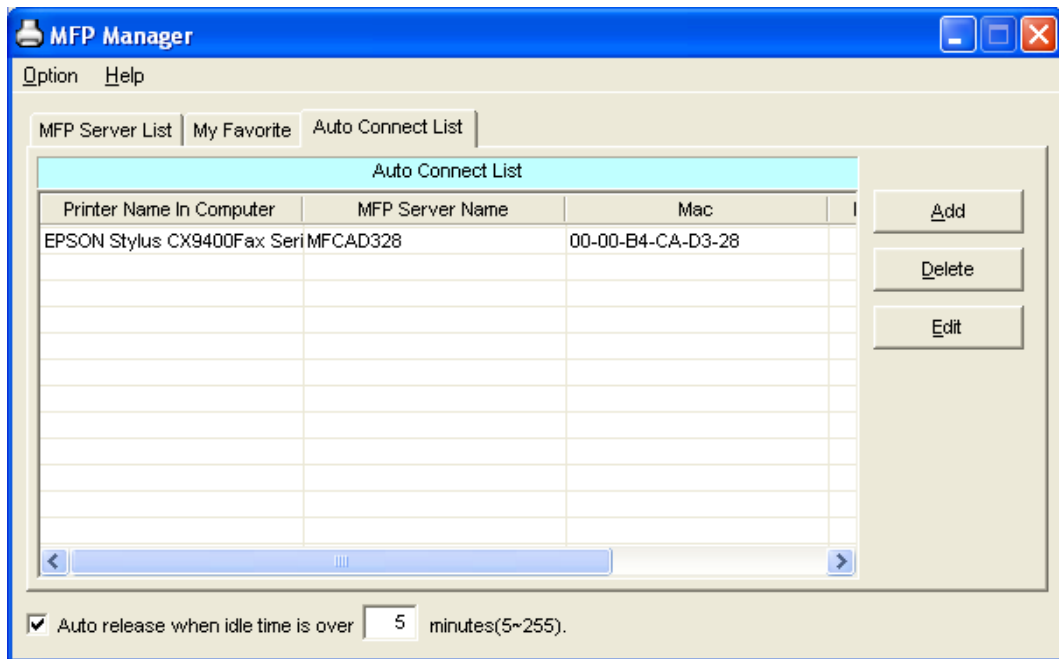 MFP Manager
Option Help
MFP Server List My Favorite Auto Connect List
Auto Connect List
Printer Name In Computer MFP Server Name Mac
EPSON Stylus CX9400Fax Seri MFCAD328 00-00-B4-CA-D3-28
Add
Delete
Edit
Auto release when idle time is over 5 minutes(5~255).